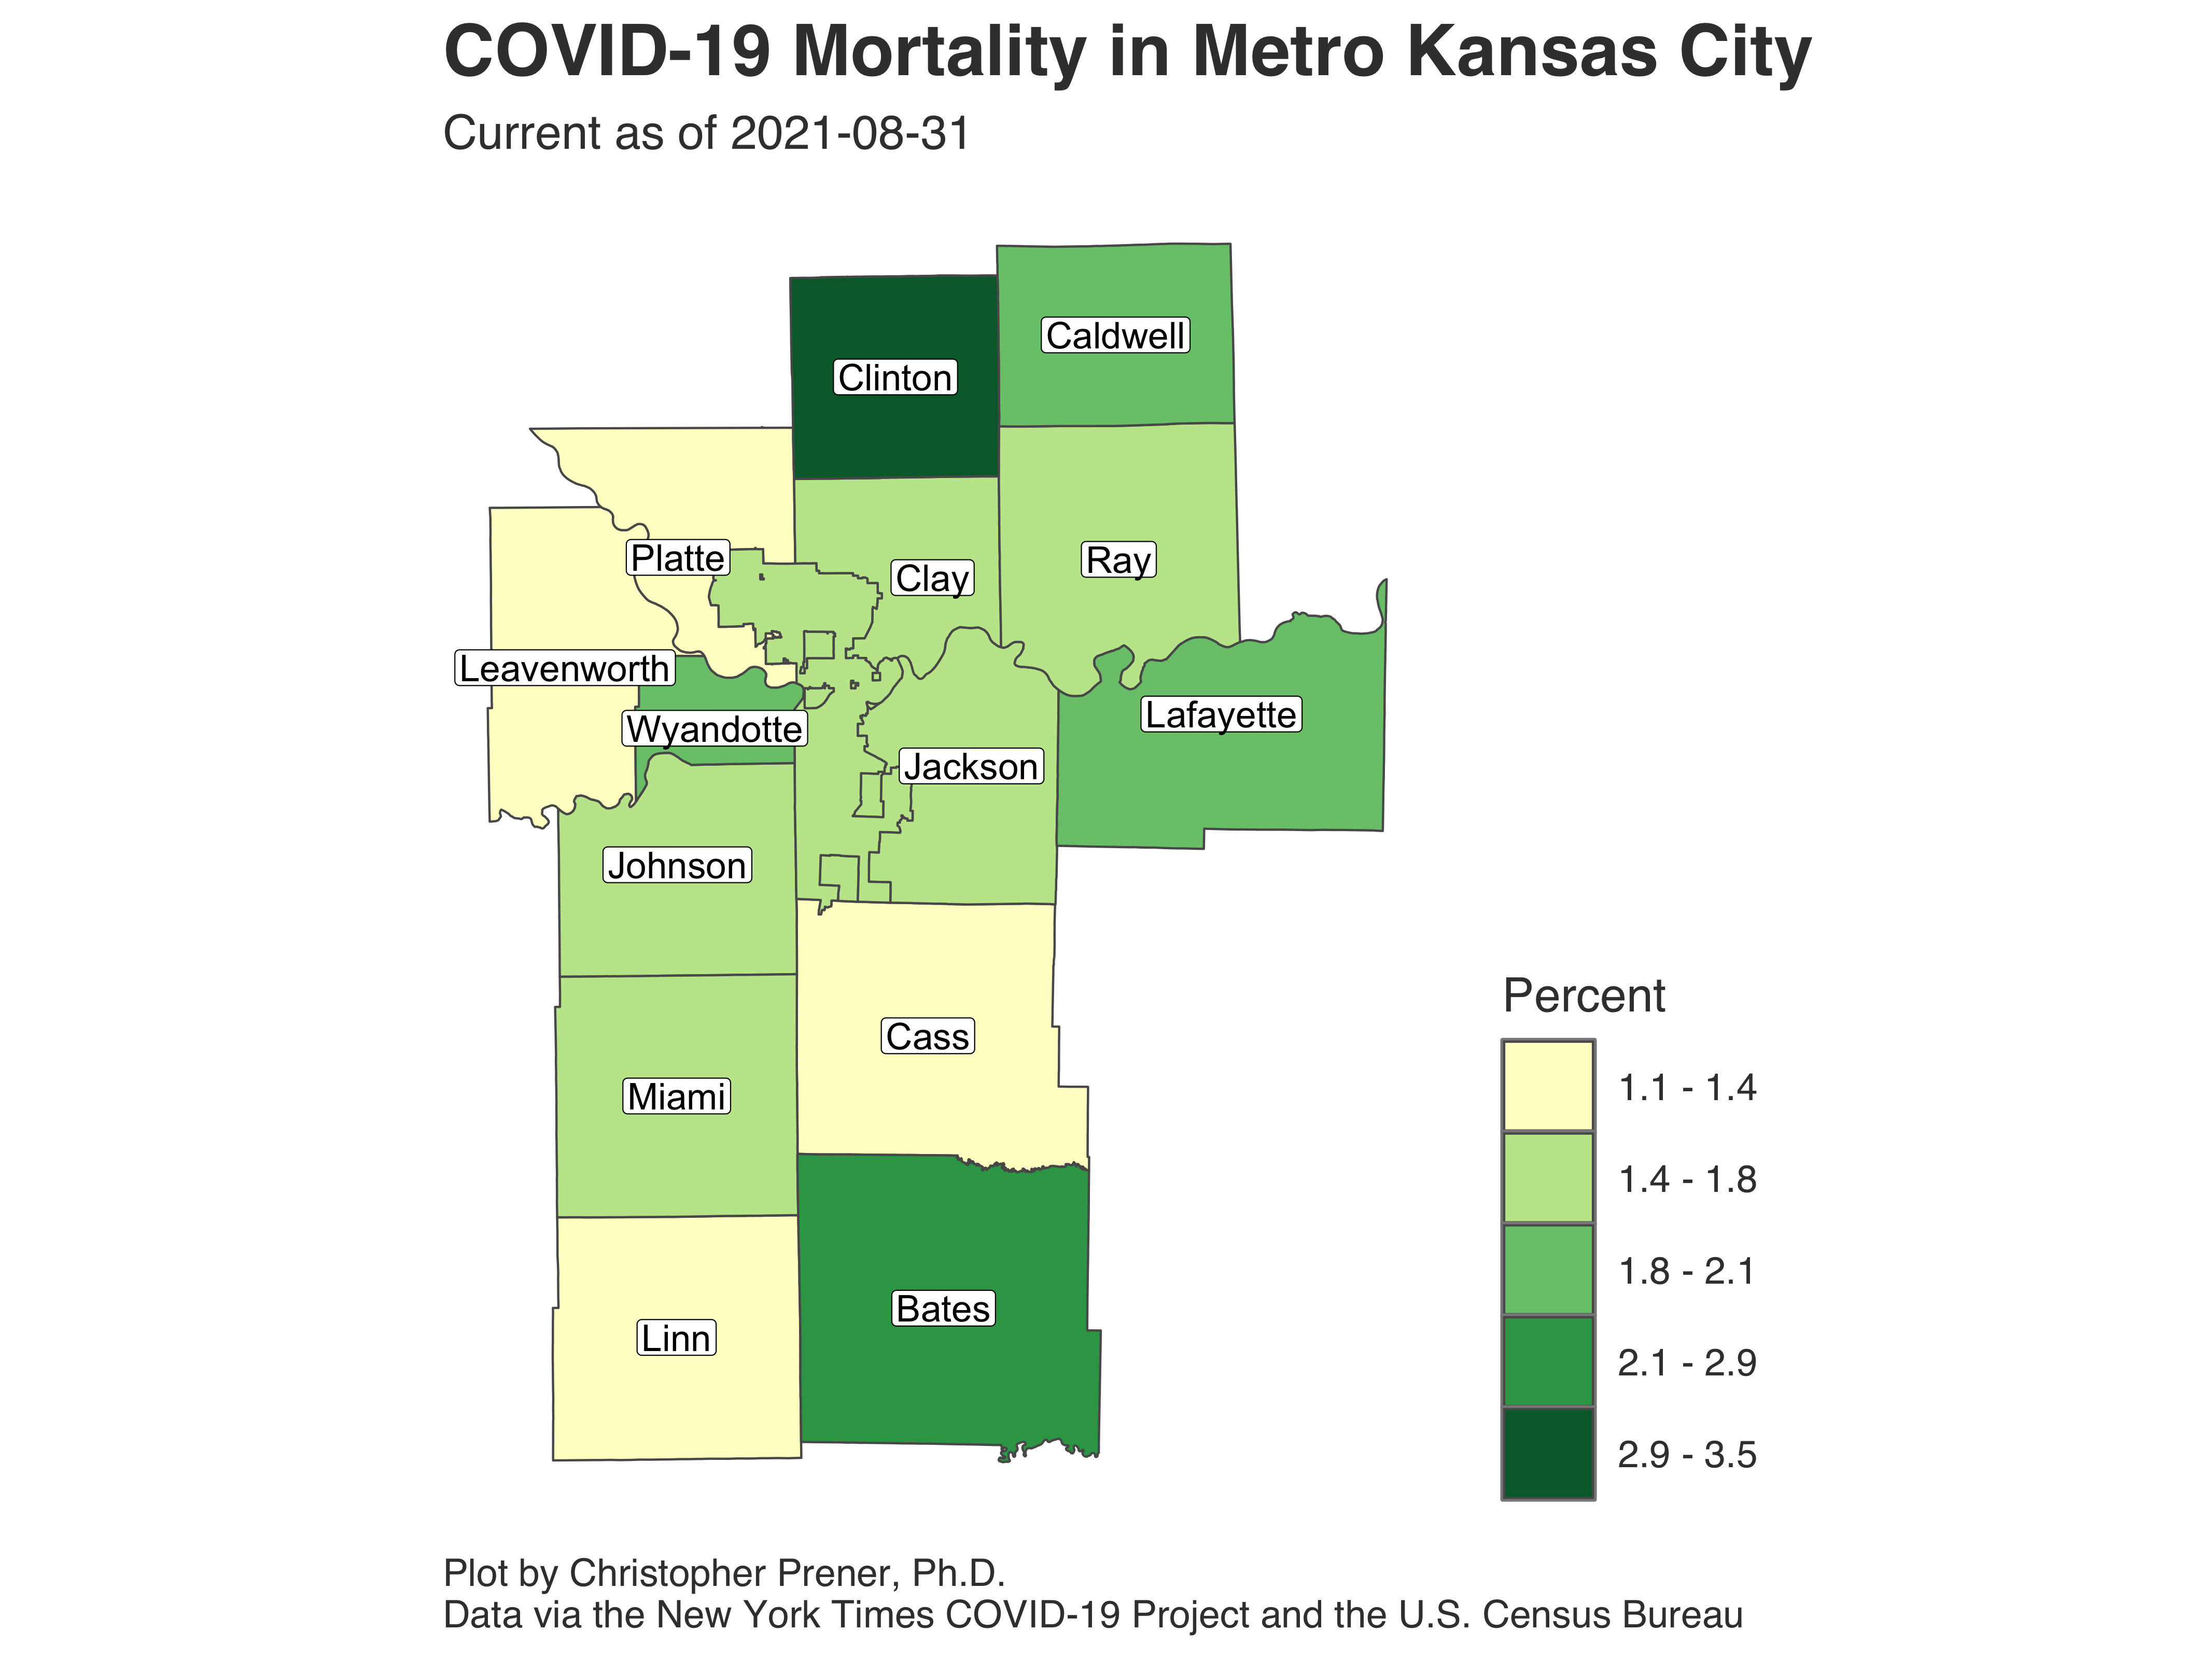 COVID-19 Mortality in Metro Kansas City
Current as of 2021-08-31
Caldwell
Clinton
Platte
Clay
Ray
Leavenworth
Wyandotte
Lafayette
Jackson
Johnson
Cass
Miami
Bates
Linn
Percent
1.1 - 1.4
1.4 - 1.8
1.8 - 2.1
2.1 - 2.9
2.9 - 3.5
Plot by Christopher Prener, Ph.D.
Data via the New York Times COVID-19 Project and the U.S. Census Bureau